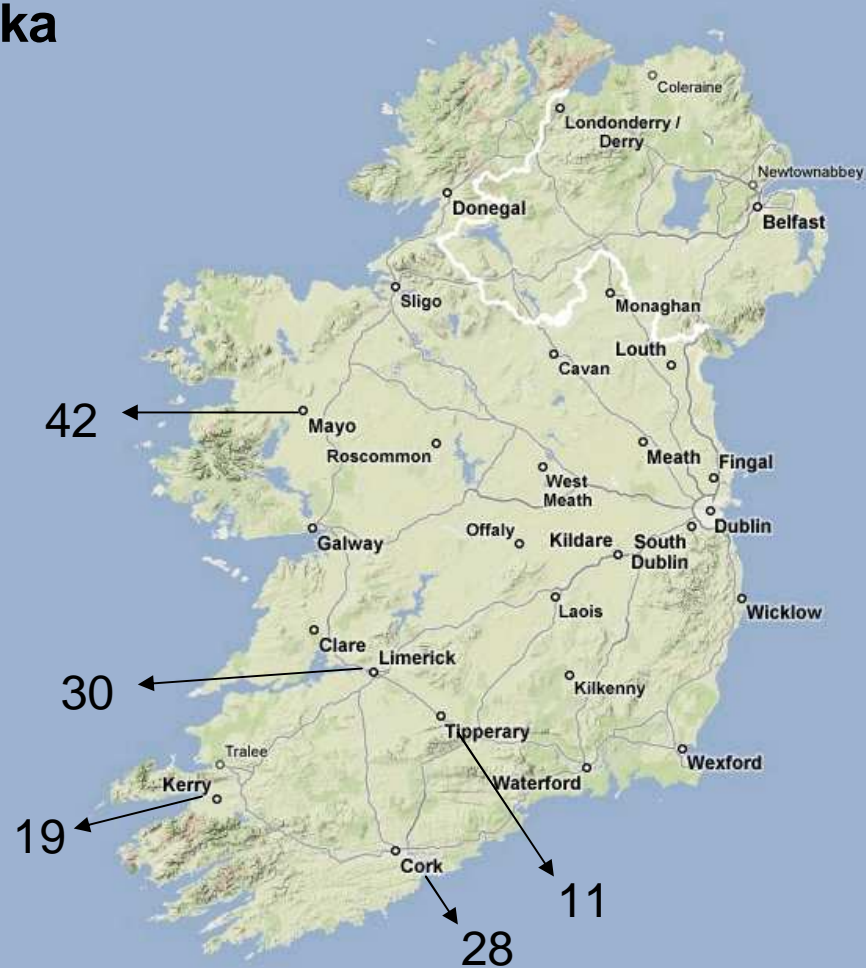 ka
Coleraine
Londonderry /
Derry
Newtownabbey
Donegal
Belfast
Sligo
Monaghan
Louth
Cavan
42
Mayo
Roscommon
Meath
Fingal
West
Meath
Dublin
Galway
Offaly
Kildare
South
Dublin
Laois
Wicklow
Clare
Limerick
30
Kilkenny
Tipperary
Tralee
Wexford
Kerry
Waterford
19
Cork
11
28